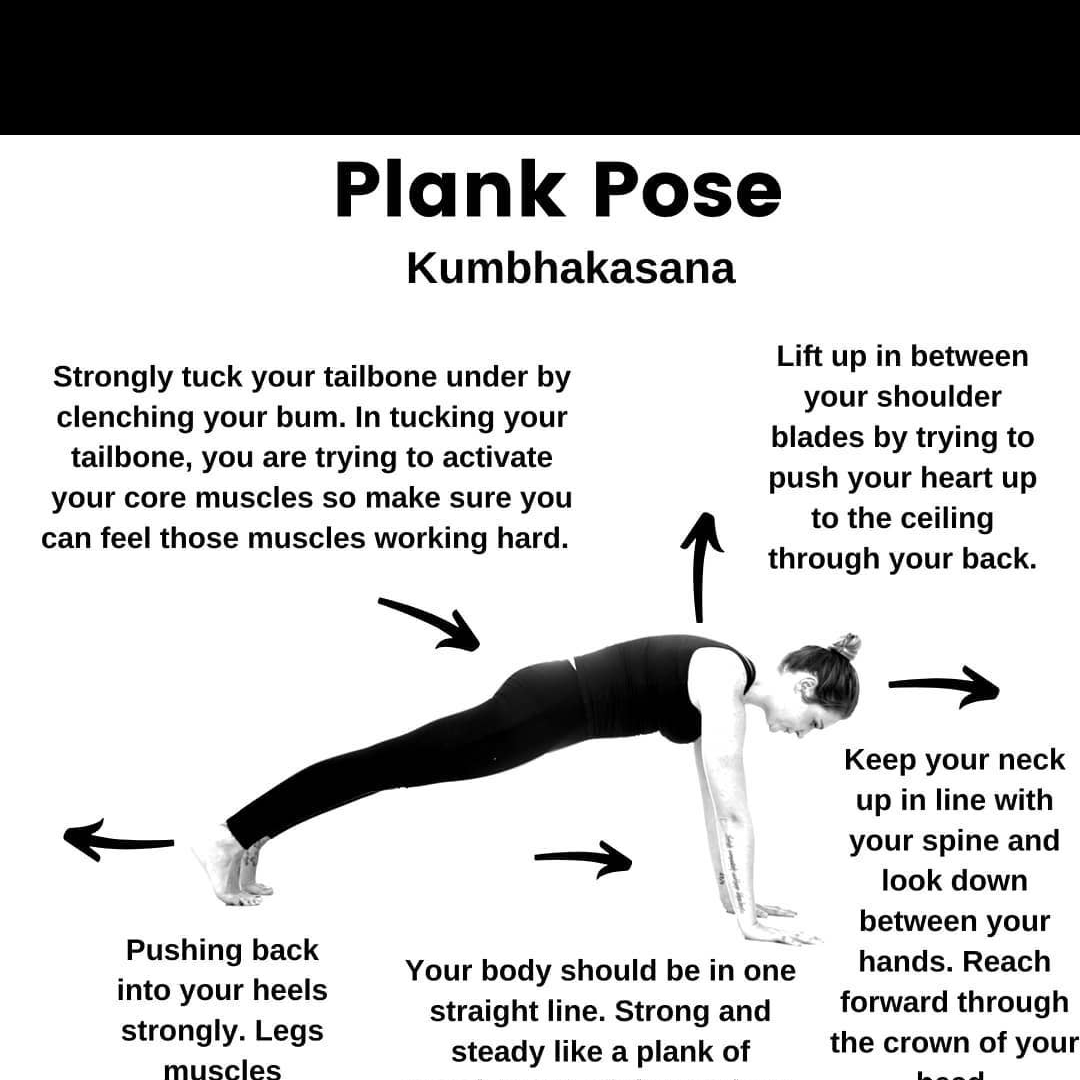 Plank Pose
Kumbhakasana
Strongly tuck your tailbone under by
clenching your bum. In tucking your
tailbone, you are trying to activate
your core muscles so make sure you
can feel those muscles working hard.
Lift up in between
your shoulder
blades by trying to
push your heart up
to the ceiling
through your back.
Keep your neck
up in line with
your spine and
look down
between your
hands. Reach
forward through
the crown of your
head
Pushing back
into your heels
strongly. Legs
muscles
Your body should be in one
straight line. Strong and
steady like a plank of